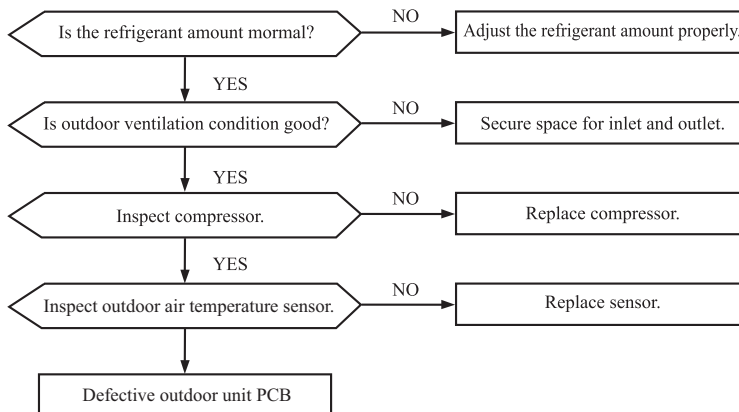 Is the refrigerant amount mormal?
NO
Adjust the refrigerant amount properly.
YES
Is outdoor ventilation condition good?
NO
Secure space for inlet and outlet.
YES
Inspect compressor.
NO
Replace compressor.
YES
Inspect outdoor air temperature sensor.
NO
Replace sensor.
Defective outdoor unit PCB